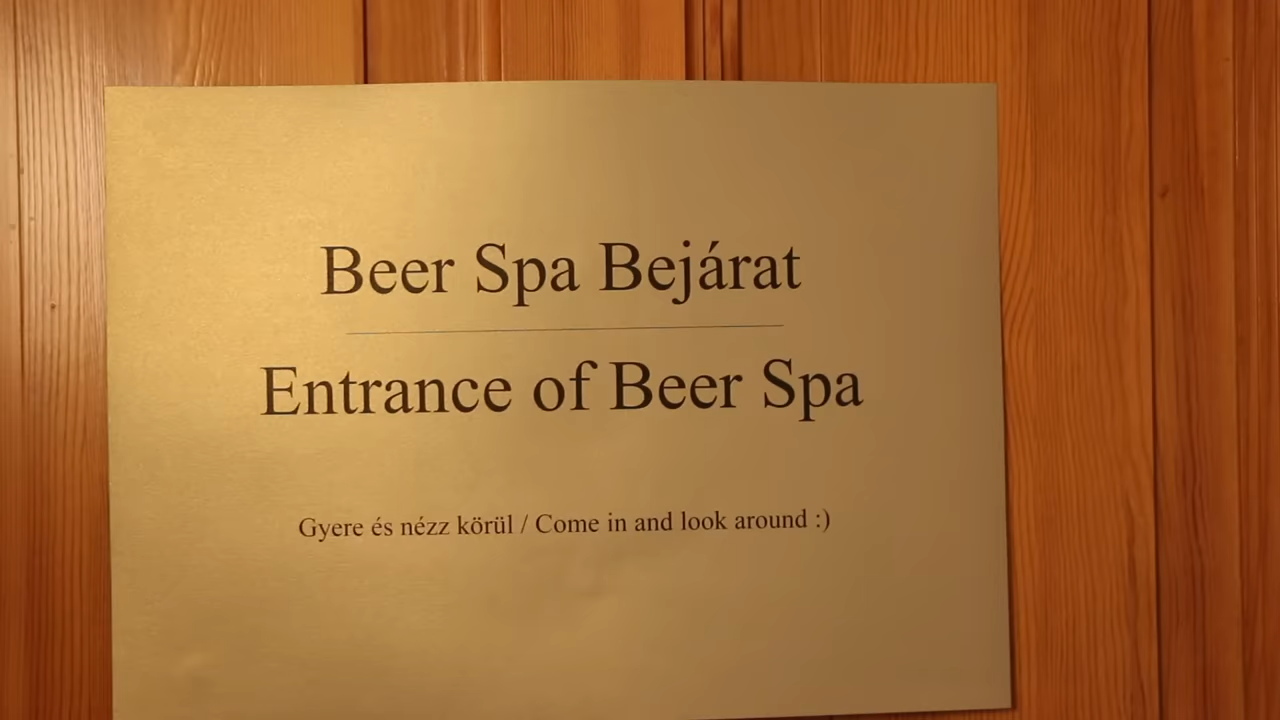 Beer Spa Bejárat
Entrance of Beer Spa
Gyere és nézz körül / Come in and look around :)